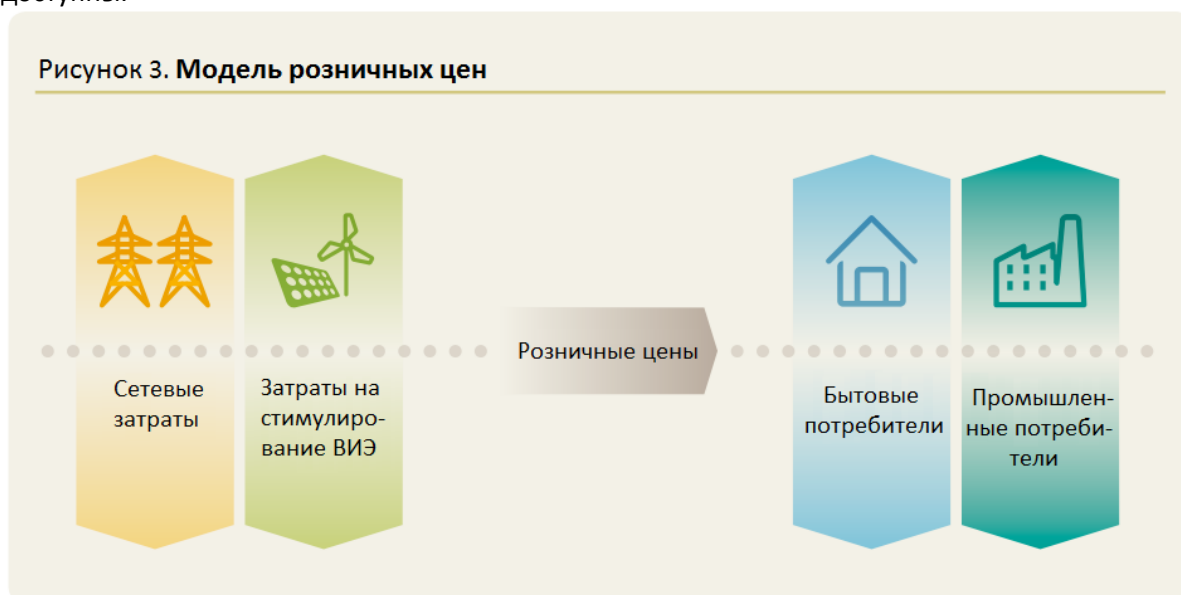 Рисунок 3. Модель розничных цен
Сетевые
затраты
Затраты на
стимулиро-
вание ВИЭ
Розничные цены
Бытовые
потребители
Промышлен-
ные потреби-
тели